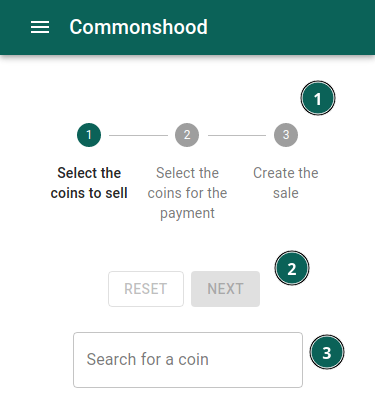 Commonshood
1
1 2 3
Select the coins to sell
Select the coins for the payment
Create the sale
2
RESET NEXT
3
Search for a coin